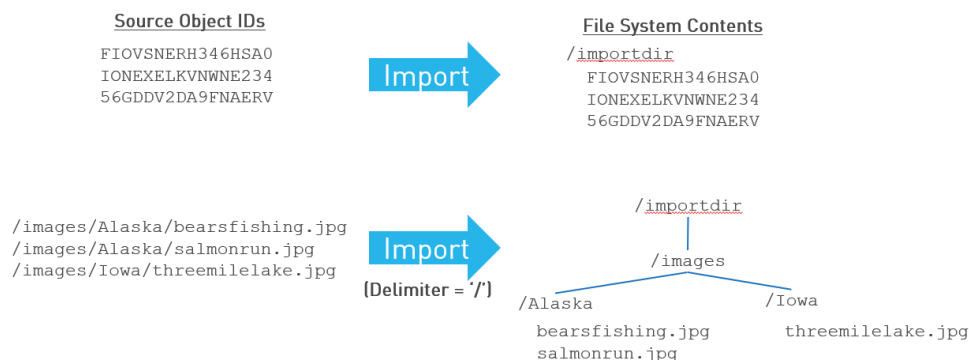 Source Object IDs
FIOVSNERH346HSA0
IONEXELKVNWNE234
56GDDV2DA9FNAERV
Import
File System Contents
/importdir
FIOVSNERH346HSA0
IONEXELKVNWNE234
56GDDV2DA9FNAERV
/images/Alaska/bearsfishing.jpg
/images/Alaska/salmonrun.jpg
/images/Iowa/threemilelake.jpg
Import
(Delimiter = ‘/’)
/importdir
/images
/Alaska
bearsfishing.jpg
salmonrun.jpg
/Iowa
threemilelake.jpg